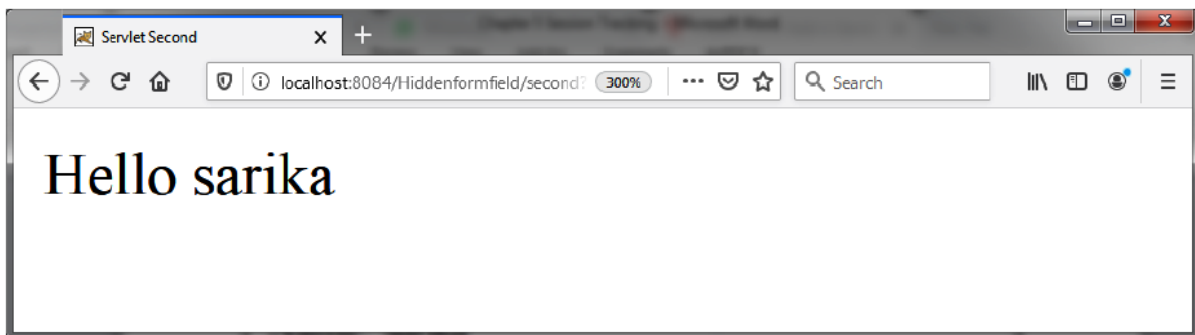 Servlet Second
localhost:8084/Hiddenformfield/second?
300%
Search
Hello sarika